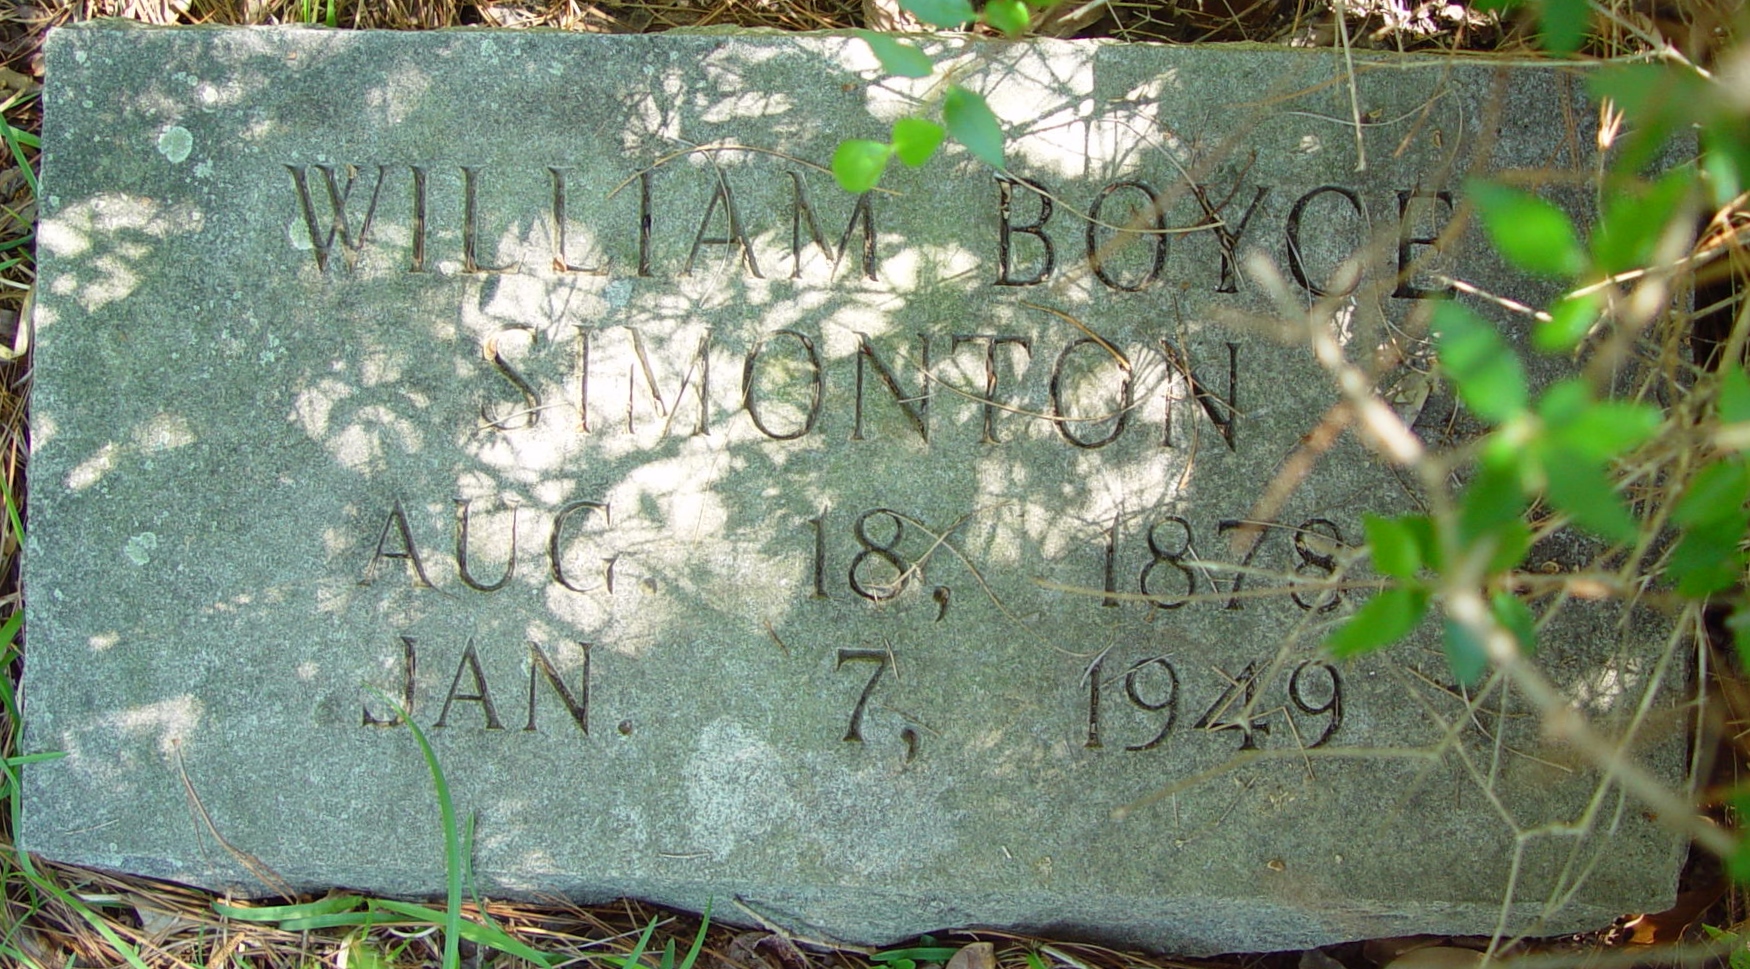 WILLIAM BOYCE
SIMONTON
AUG. 18, 1878
JAN. 7, 1949